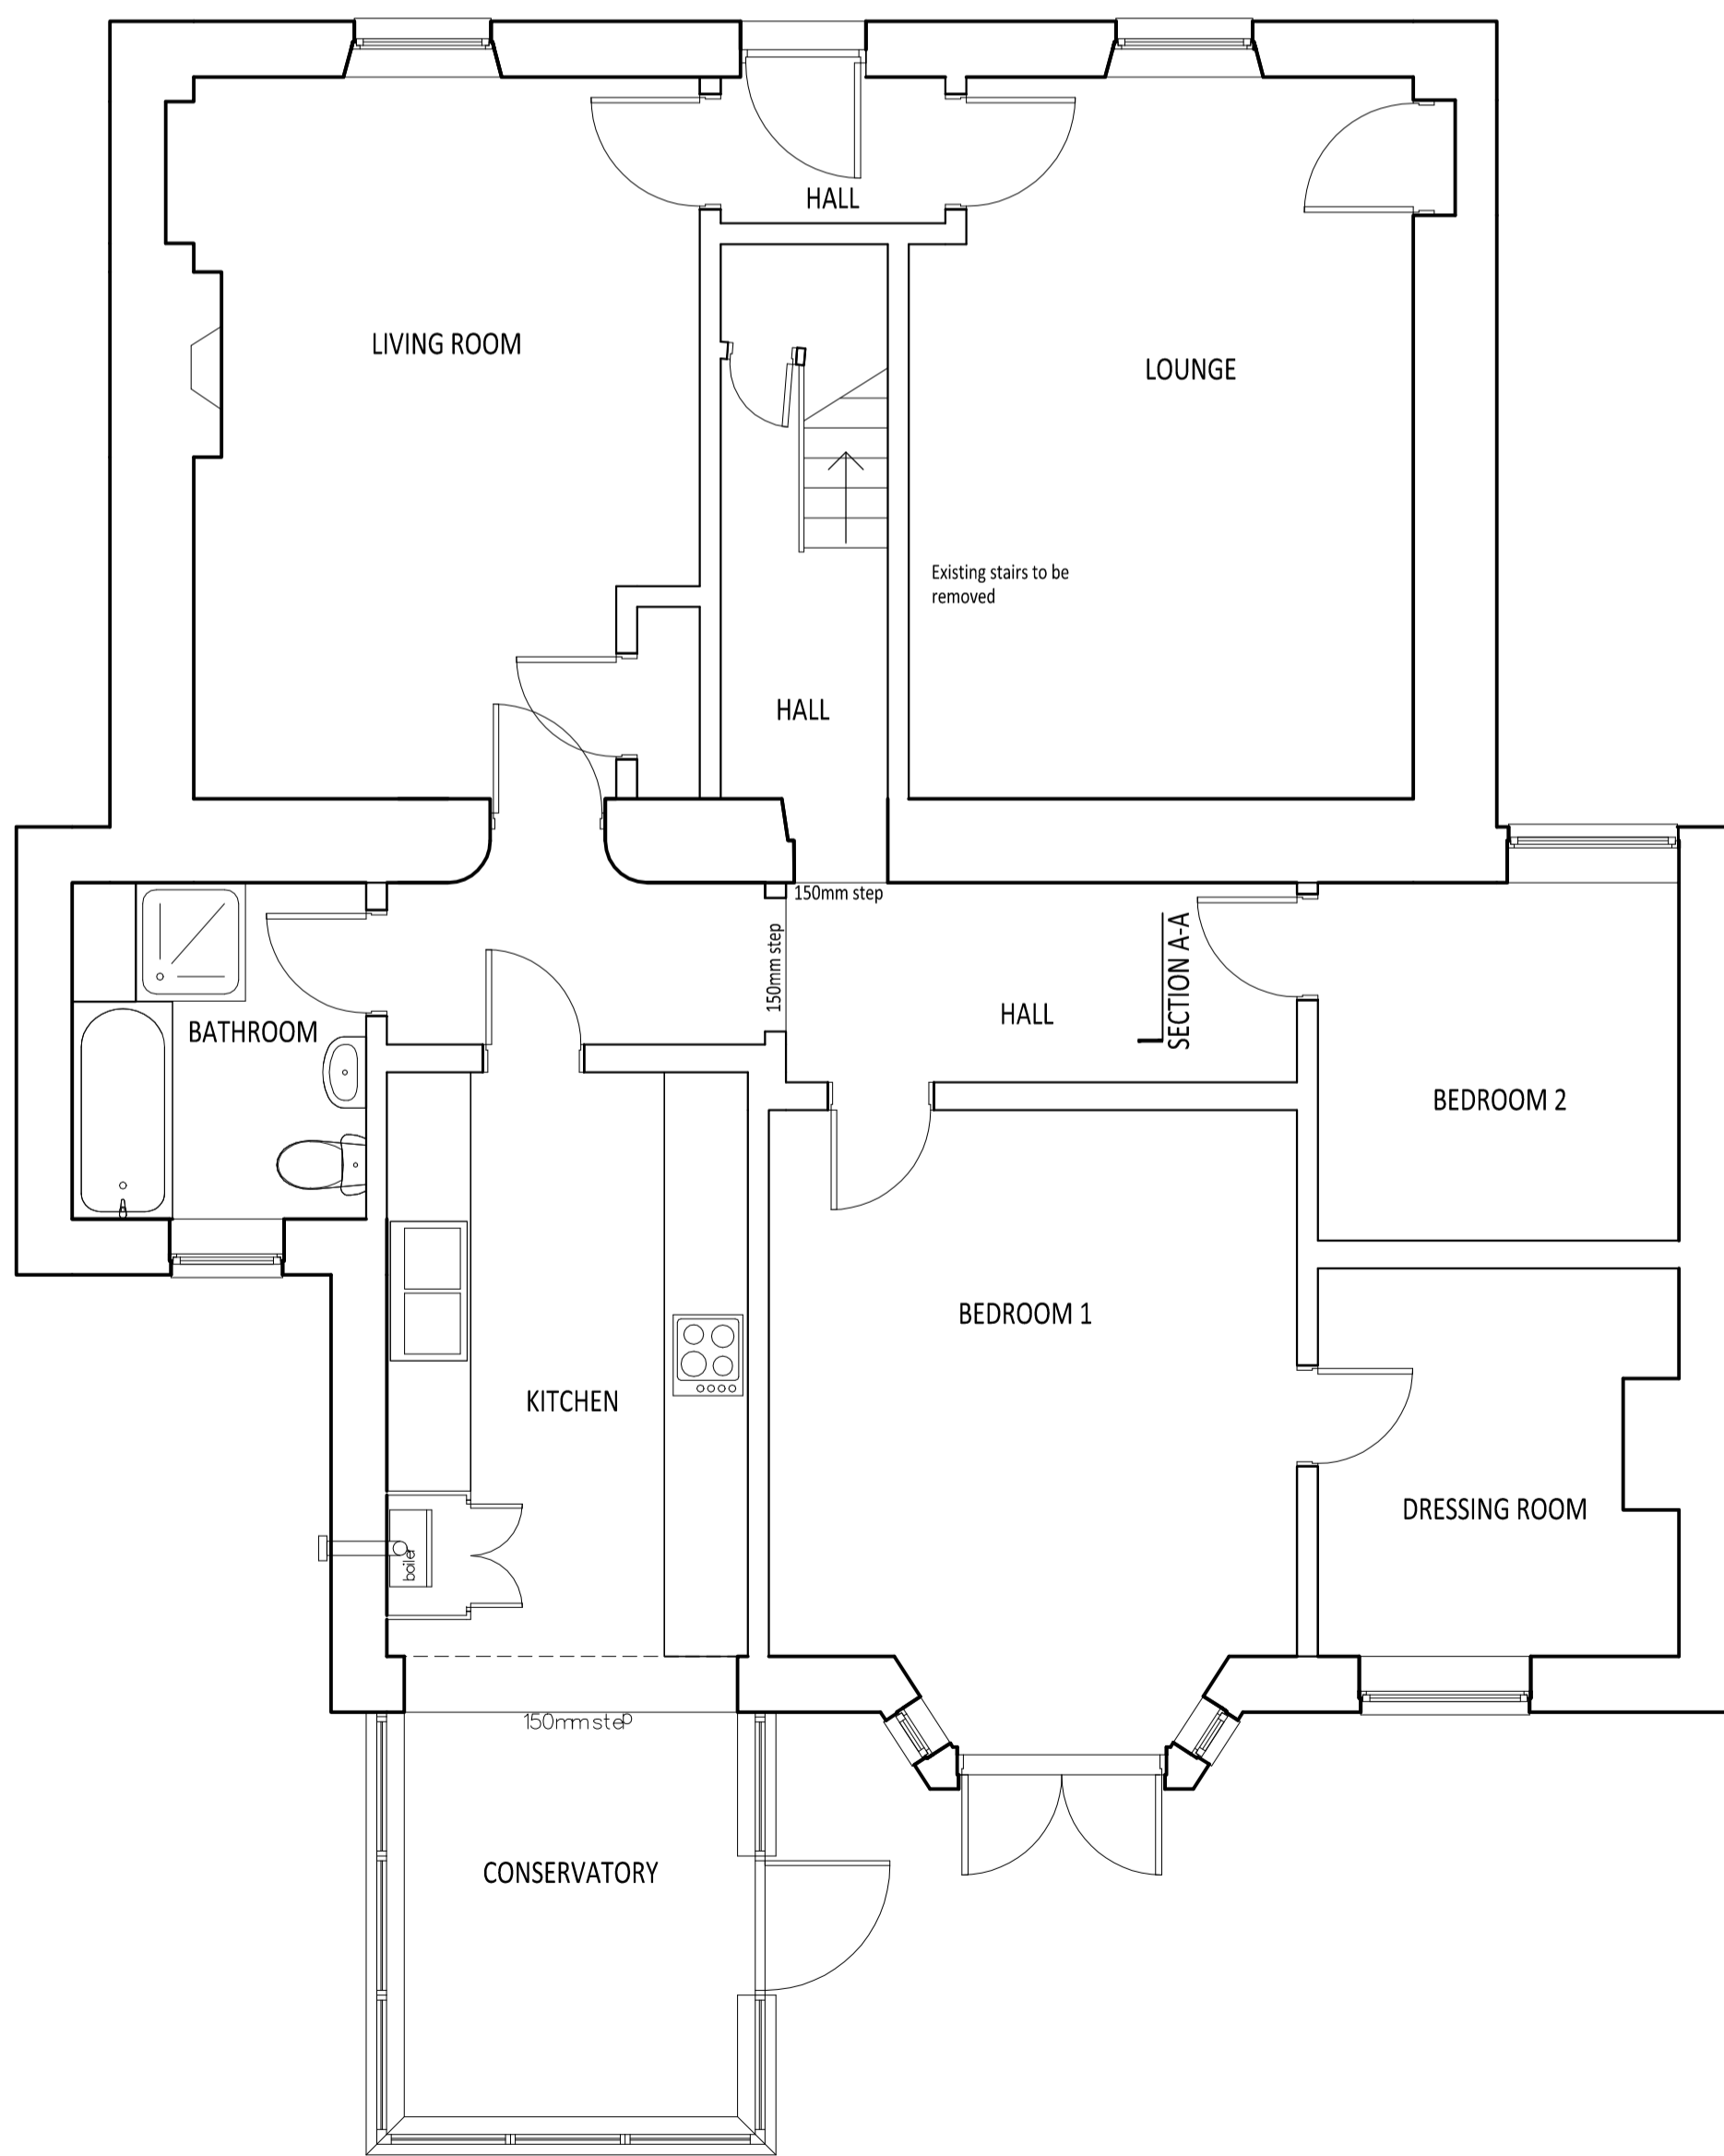 HALL
LIVING ROOM
LOUNGE
Existing stairs to be
removed
HALL
150mm step
150mm step
SECTION A-A
HALL
BATHROOM
BEDROOM 2
BEDROOM 1
KITCHEN
DRESSING ROOM
boiler
150mm step
CONSERVATORY